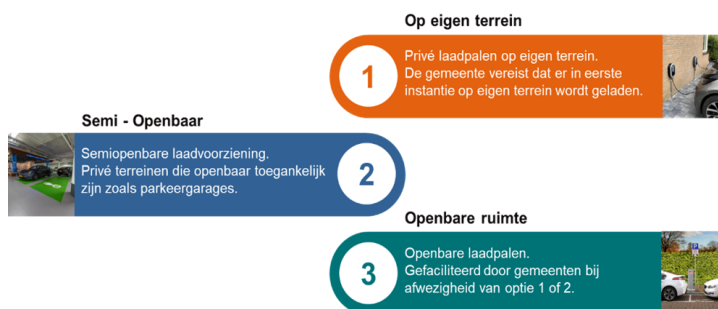 Op eigen terrein
1
Privé laadpalen op eigen terrein.
De gemeente vereist dat er in eerste
instantie op eigen terrein wordt geladen.
Semi - Openbaar
Semiopenbare laadvoorziening.
Privé terreinen die openbaar toegankelijk
zijn zoals parkeergarages.
2
Openbare ruimte
3
Openbare laadpalen.
Gefaciliteerd door gemeenten bij
afwezigheid van optie 1 of 2.
P